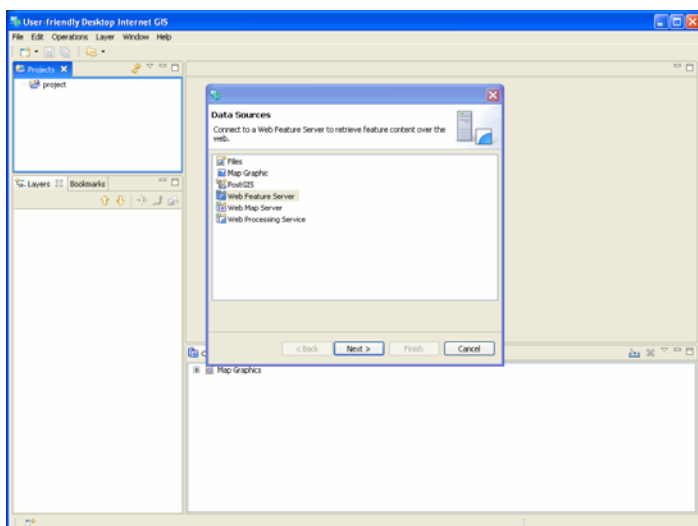 User-friendly Desktop Internet GIS
File Edit Operations Layer Window Help
Projects
project
Data Sources
Connect to a Web Feature Server to retrieve feature content over the
web.
Files
Map Graphic
PostGIS
Web Feature Server
Web Map Server
Web Processing Service
Layers Bookmarks
< Back Next > Finish Cancel
Map Graphics